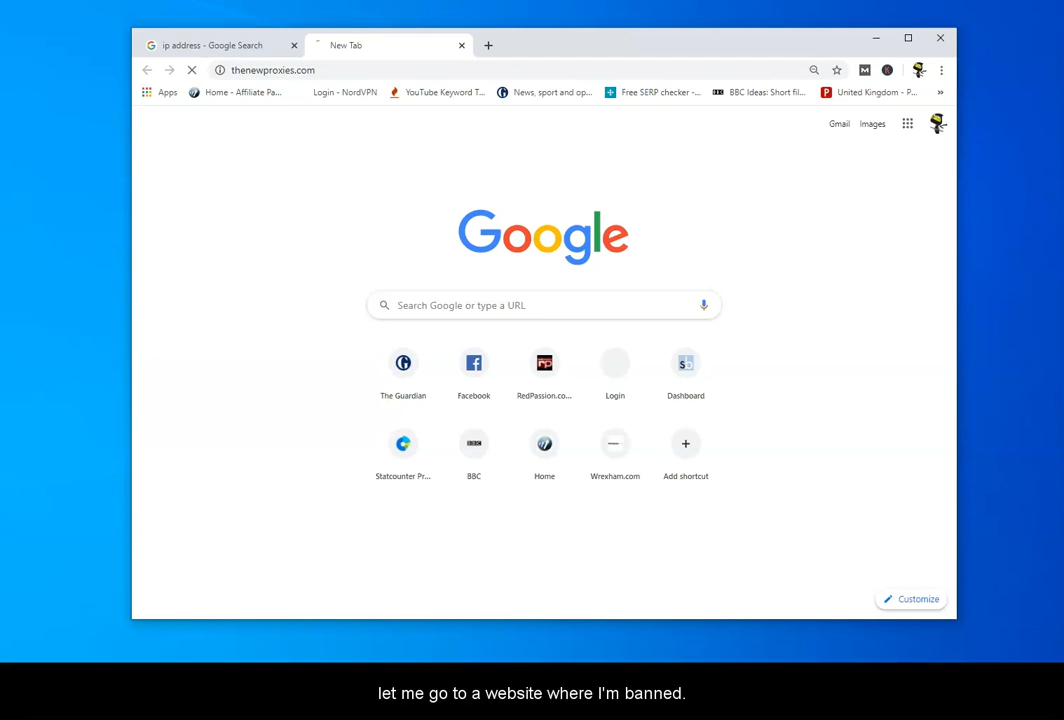 ip address - Google Search
New Tab
thenewproxies.com
Apps
Home - Affiliate Pa...
Login - NordVPN
YouTube Keyword T...
News, sport and op...
Free SERP checker -...
BBC Ideas: Short fil...
United Kingdom - P...
»
Gmail
Images
Google
Search Google or type a URL
The Guardian
Facebook
RedPassion.co...
Login
Dashboard
Statcounter Pr...
BBC
Home
Wrexham.com
Add shortcut
Customize
let me go to a website where I'm banned.